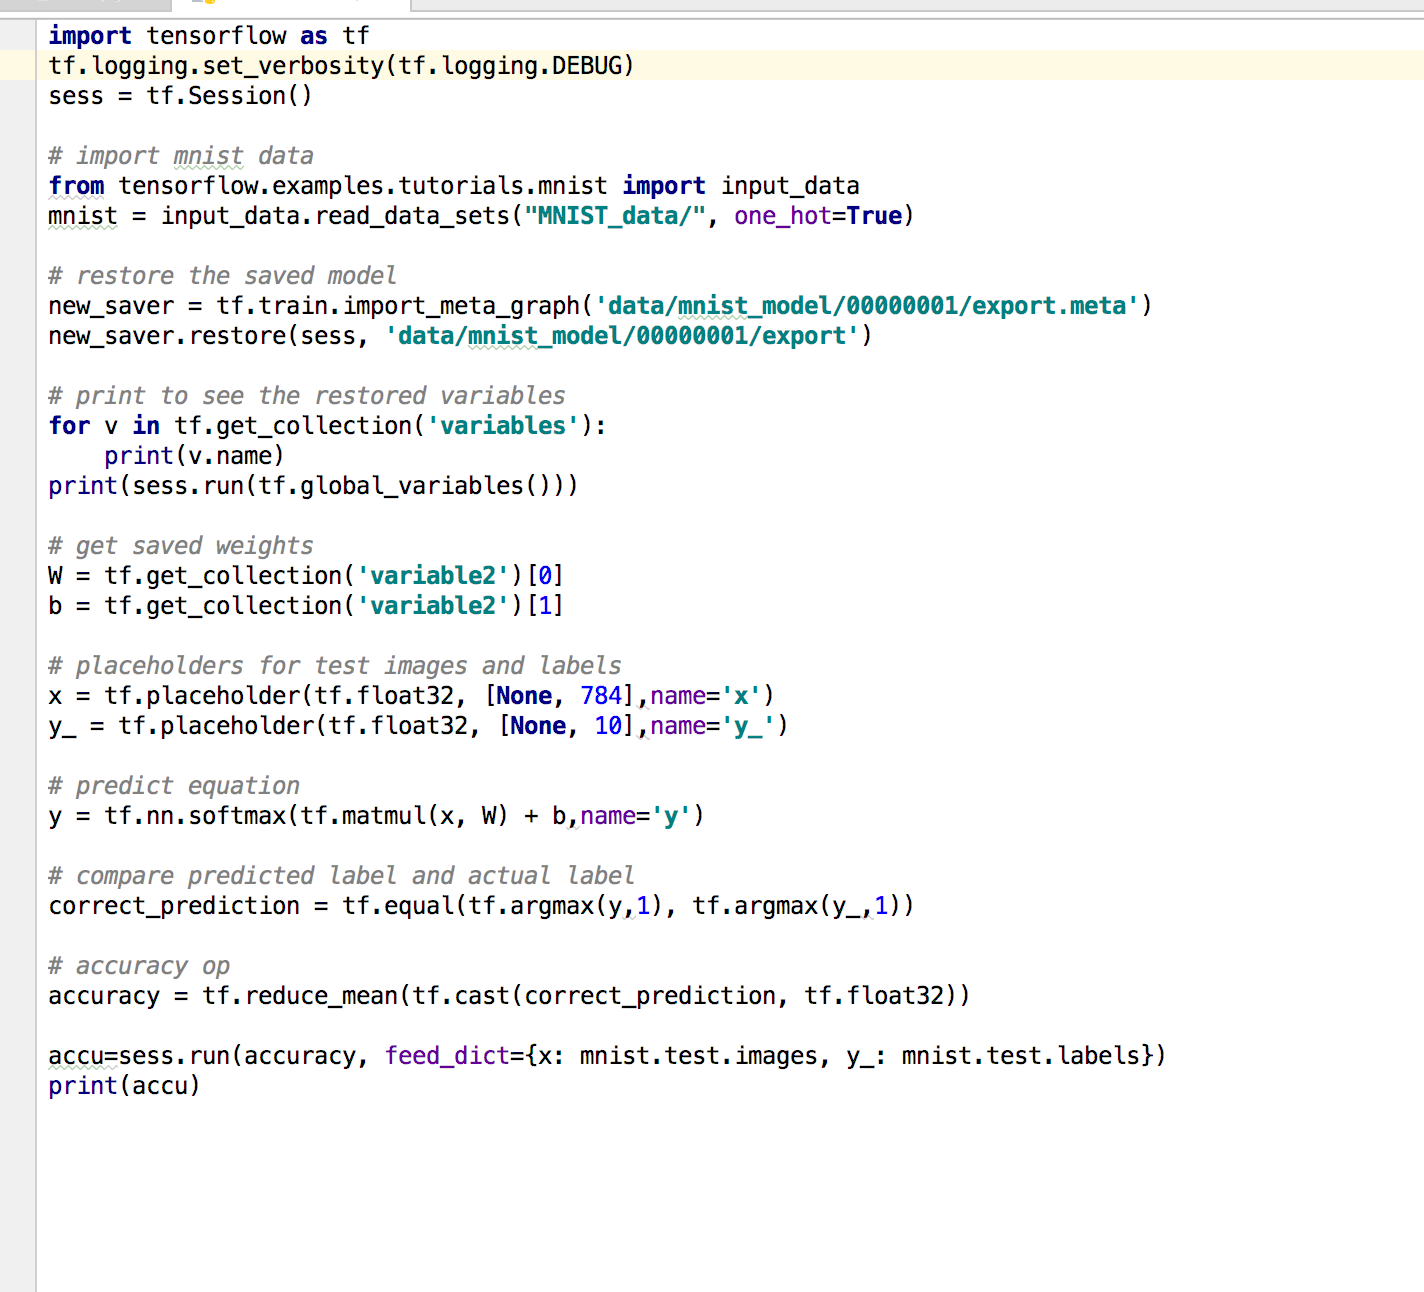 import tensorflow as tf
tf.logging.set_verbosity(tf.logging.DEBUG)
sess = tf.Session()
# import mnist data
from tensorflow.examples.tutorials.mnist import input_data
mnist = input_data.read_data_sets("MNIST_data/", one_hot=True)
# restore the saved model
new_saver = tf.train.import_meta_graph('data/mnist_model/00000001/export.meta')
new_saver.restore(sess, 'data/mnist_model/00000001/export')
# print to see the restored variables
for v in tf.get_collection('variables'):
    print(v.name)
print(sess.run(tf.global_variables()))
# get saved weights
W = tf.get_collection('variable2')[0]
b = tf.get_collection('variable2')[1]
# placeholders for test images and labels
x = tf.placeholder(tf.float32, [None, 784],name='x')
y_ = tf.placeholder(tf.float32, [None, 10],name='y_')
# predict equation
y = tf.nn.softmax(tf.matmul(x, W) + b,name='y')
# compare predicted label and actual label
correct_prediction = tf.equal(tf.argmax(y,1), tf.argmax(y_,1))
# accuracy op
accuracy = tf.reduce_mean(tf.cast(correct_prediction, tf.float32))
accu=sess.run(accuracy, feed_dict={x: mnist.test.images, y_: mnist.test.labels})
print(accu)